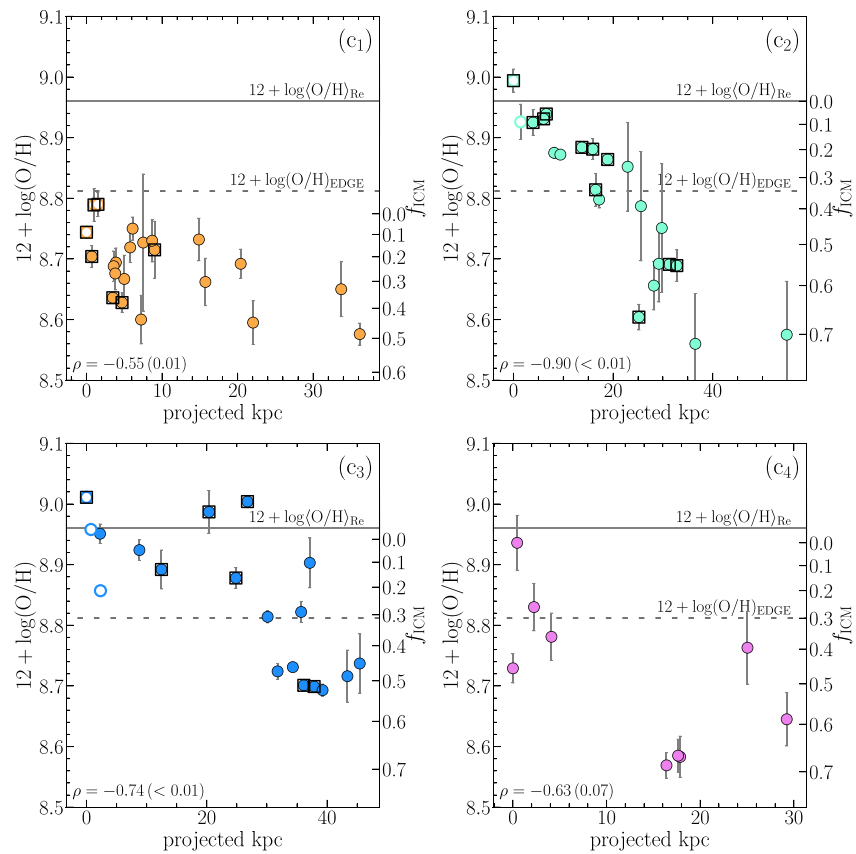 (c₁)
9.1
9.0
8.9
8.8
8.7
8.6
8.5
12 + log(O/H)
12 + log⟨O/H⟩Re
12 + log(O/H)EDGE
0.0
0.1
0.2
0.3
0.4
0.5
0.6
fICM
ρ = −0.55 (0.01)
0
10
20
30
projected kpc
(c₂)
9.1
9.0
8.9
8.8
8.7
8.6
8.5
12 + log(O/H)
12 + log⟨O/H⟩Re
12 + log(O/H)EDGE
0.0
0.1
0.2
0.3
0.4
0.5
0.6
0.7
fICM
ρ = −0.90 (< 0.01)
0
20
40
projected kpc
(c₃)
9.1
9.0
8.9
8.8
8.7
8.6
8.5
12 + log(O/H)
12 + log⟨O/H⟩Re
0.0
0.1
0.2
0.3
0.4
0.5
0.6
0.7
fICM
ρ = −0.74 (< 0.01)
0
20
40
projected kpc
(c₄)
9.1
9.0
8.9
8.8
8.7
8.6
8.5
12 + log(O/H)
12 + log⟨O/H⟩Re
12 + log(O/H)EDGE
0.0
0.1
0.2
0.3
0.4
0.5
0.6
0.7
fICM
ρ = −0.63 (0.07)
0
10
20
30
projected kpc